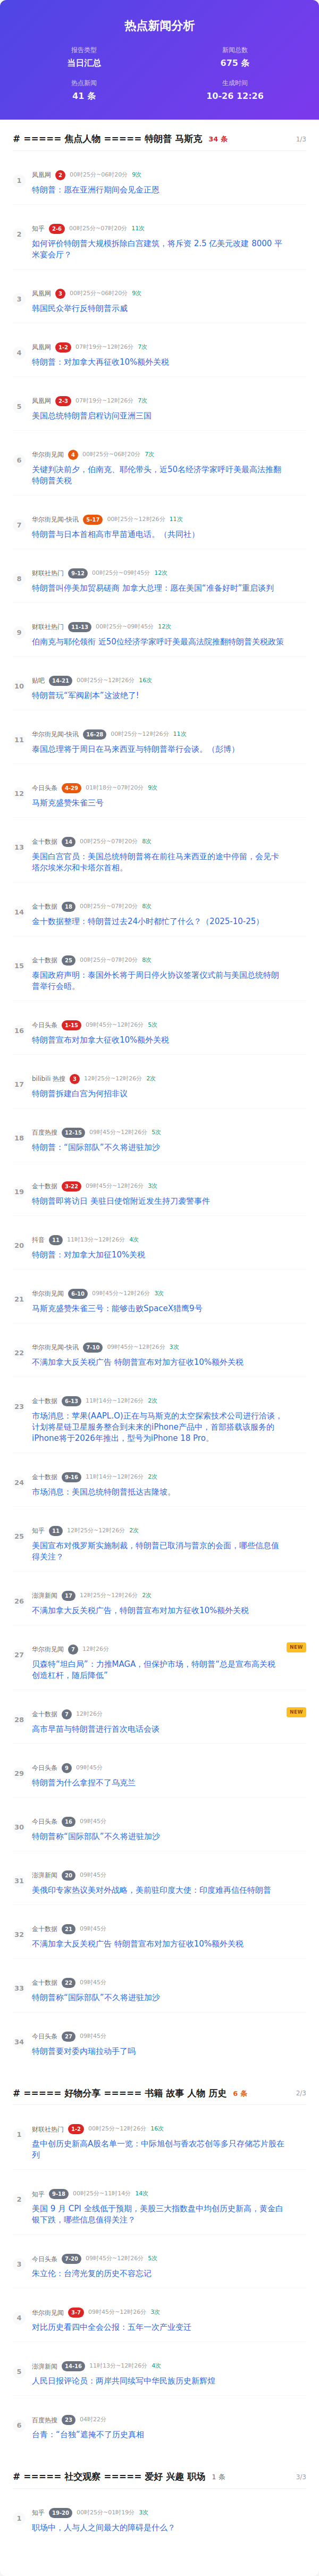 热点新闻分析
报告类型
当日汇总
新闻总数
675 条
热点新闻
41 条
生成时间
10-26 12:26
# ===== 焦点人物 ===== 特朗普 马斯克 34 条 1/3
1
凤凰网 2 00时25分~06时20分 9次
特朗普：愿在亚洲行期间会见金正恩
2
知乎 2-6 00时25分~07时20分 11次
如何评价特朗普大规模拆除白宫建筑，将斥资 2.5 亿美元改建 8000 平
米宴会厅？
3
凤凰网 3 00时25分~06时20分 9次
韩国民众举行反特朗普示威
4
凤凰网 1-2 07时19分~12时26分 7次
特朗普：对加拿大再征收10%额外关税
5
凤凰网 2-3 07时19分~12时26分 7次
美国总统特朗普启程访问亚洲三国
6
华尔街见闻 4 00时25分~06时20分 7次
关键判决前夕，伯南克、耶伦带头，近50名经济学家呼吁美最高法推翻
特朗普关税
7
华尔街见闻-快讯 5-17 00时25分~12时26分 11次
特朗普与日本首相高市早苗通电话。（共同社）
8
财联社热门 9-12 00时25分~09时45分 12次
特朗普叫停美加贸易磋商 加拿大总理：愿在美国“准备好时”重启谈判
9
财联社热门 11-13 00时25分~09时45分 12次
伯南克与耶伦领衔 近50位经济学家呼吁美最高法院推翻特朗普关税政策
10
贴吧 14-21 00时25分~12时26分 16次
特朗普玩“军阀剧本”这波绝了!
11
华尔街见闻-快讯 16-28 00时25分~12时26分 11次
泰国总理将于周日在马来西亚与特朗普举行会谈。（彭博）
12
今日头条 4-29 01时18分~07时20分 9次
马斯克盛赞朱雀三号
13
金十数据 14 00时25分~07时20分 8次
美国白宫官员：美国总统特朗普将在前往马来西亚的途中停留，会见卡
塔尔埃米尔和卡塔尔首相。
14
金十数据 18 00时25分~07时20分 8次
金十数据整理：特朗普过去24小时都忙了什么？（2025-10-25）
15
金十数据 25 00时25分~07时20分 8次
泰国政府声明：泰国外长将于周日停火协议签署仪式前与美国总统特朗
普举行会晤。
16
今日头条 1-15 09时45分~12时26分 5次
特朗普宣布对加拿大征收10%额外关税
17
bilibili 热搜 3 12时25分~12时26分 2次
特朗普拆建白宫为何招非议
18
百度热搜 12-15 09时45分~12时26分 5次
特朗普：“国际部队”不久将进驻加沙
19
金十数据 3-22 09时45分~12时26分 3次
特朗普即将访日 美驻日使馆附近发生持刀袭警事件
20
抖音 11 11时13分~12时26分 4次
特朗普：对加拿大加征10%关税
21
华尔街见闻 6-10 09时45分~12时26分 3次
马斯克盛赞朱雀三号：能够击败SpaceX猎鹰9号
22
华尔街见闻-快讯 7-10 09时45分~12时26分 3次
不满加拿大反关税广告 特朗普宣布对加方征收10%额外关税
23
金十数据 6-13 11时14分~12时26分 2次
市场消息：苹果(AAPL.O)正在与马斯克的太空探索技术公司进行洽谈，
计划将星链卫星服务整合到未来的iPhone产品中，首部搭载该服务的
iPhone将于2026年推出，型号为iPhone 18 Pro。
24
金十数据 9-16 11时14分~12时26分 2次
市场消息：美国总统特朗普抵达吉隆坡。
25
知乎 11 12时25分~12时26分 2次
美国宣布对俄罗斯实施制裁，特朗普已取消与普京的会面，哪些信息值
得关注？
26
澎湃新闻 17 12时25分~12时26分 2次
不满加拿大反关税广告，特朗普宣布对加方征收10%额外关税
27
华尔街见闻 7 12时26分 NEW
贝森特“坦白局”：力推MAGA，但保护市场，特朗普“总是宣布高关税
创造杠杆，随后降低”
28
金十数据 7 12时26分 NEW
高市早苗与特朗普进行首次电话会谈
29
今日头条 9 09时45分
特朗普为什么拿捏不了乌克兰
30
今日头条 16 09时45分
特朗普称“国际部队”不久将进驻加沙
31
澎湃新闻 20 09时45分
美俄印专家热议美对外战略，美前驻印度大使：印度难再信任特朗普
32
金十数据 21 09时45分
不满加拿大反关税广告 特朗普宣布对加方征收10%额外关税
33
金十数据 22 09时45分
特朗普称“国际部队”不久将进驻加沙
34
今日头条 27 09时45分
特朗普要对委内瑞拉动手了吗
# ===== 好物分享 ===== 书籍 故事 人物 历史 6 条 2/3
1
财联社热门 1-2 00时25分~12时26分 16次
盘中创历史新高A股名单一览：中际旭创与香农芯创等多只存储芯片股在
列
2
知乎 9-18 00时25分~11时14分 14次
美国 9 月 CPI 全线低于预期，美股三大指数盘中均创历史新高，黄金白
银下跌，哪些信息值得关注？
3
今日头条 7-20 09时45分~12时26分 5次
朱立伦：台湾光复的历史不容忘记
4
华尔街见闻 3-7 09时45分~12时26分 3次
对比历史看四中全会公报：五年一次产业变迁
5
澎湃新闻 14-16 11时13分~12时26分 4次
人民日报评论员：两岸共同续写中华民族历史新辉煌
6
百度热搜 23 04时22分
台青：“台独”遮掩不了历史真相
# ===== 社交观察 ===== 爱好 兴趣 职场 1 条 3/3
1
知乎 19-20 00时25分~01时19分 3次
职场中，人与人之间最大的障碍是什么？